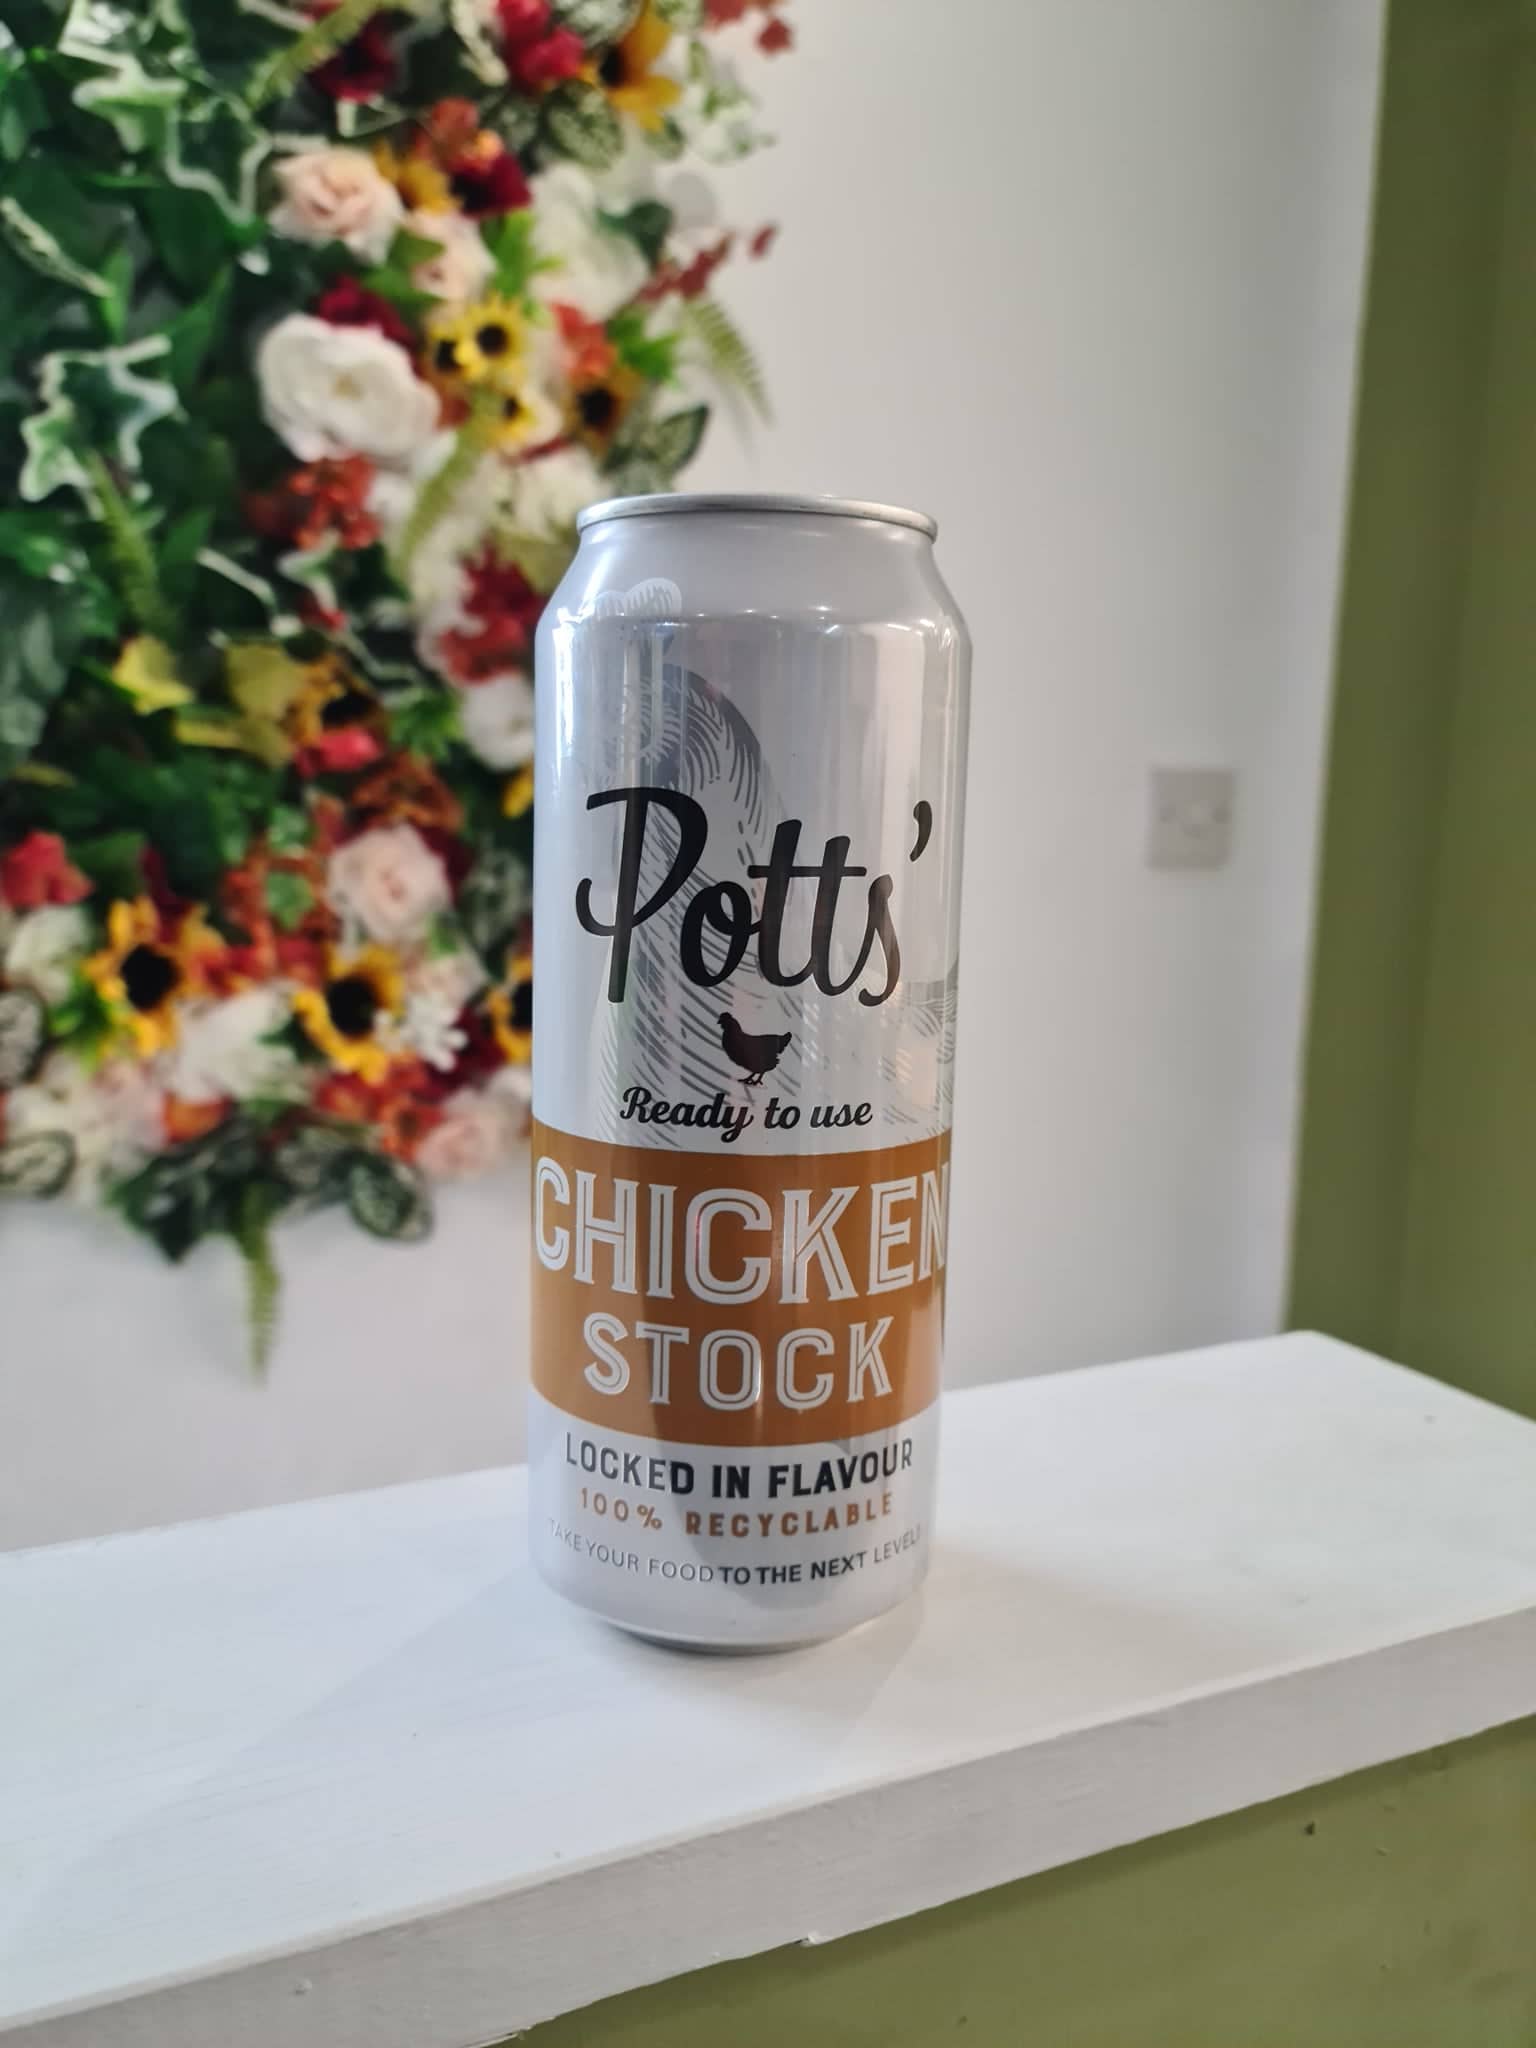 Potts'
Ready to use
CHICKEN
STOCK
LOCKED IN FLAVOUR
100% RECYCLABLE
TAKE YOUR FOOD TO THE NEXT LEVEL!